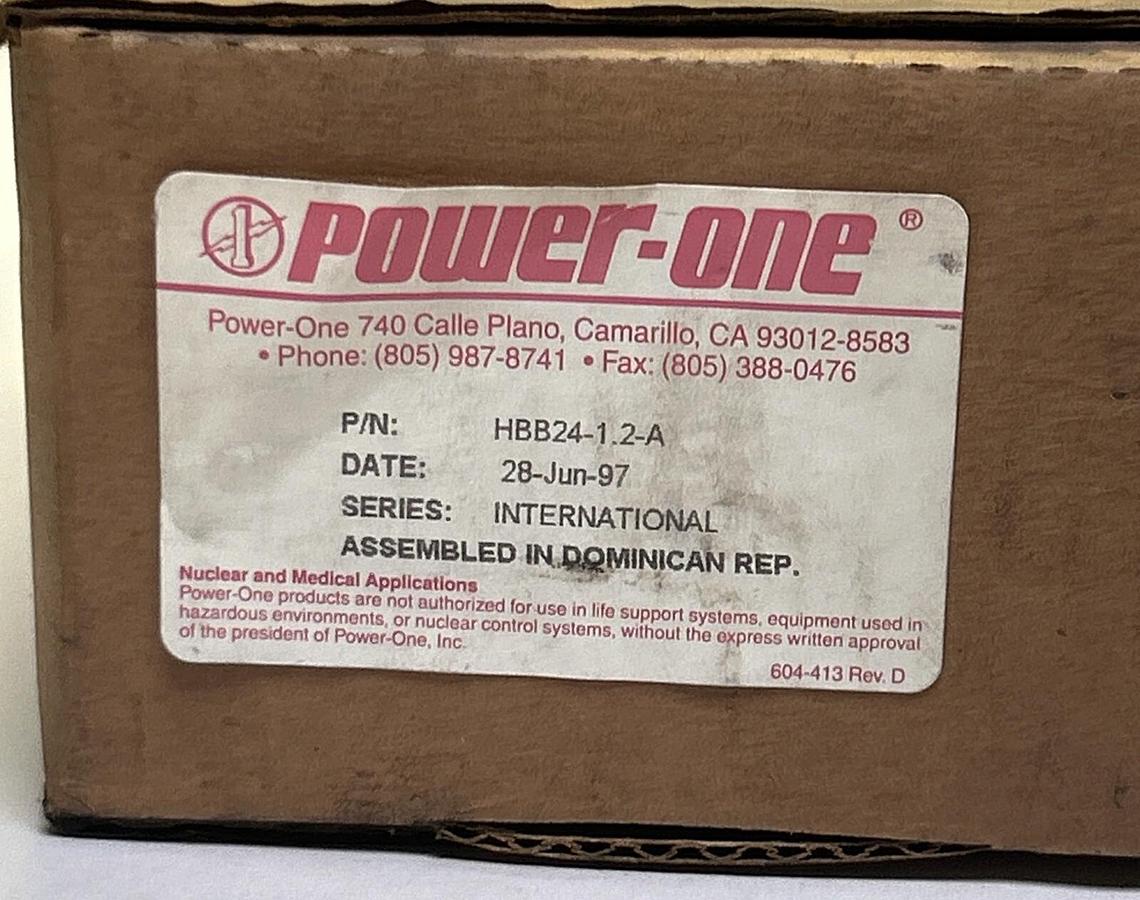 POWER-ONE ®
Power-One 740 Calle Plano, Camarillo, CA 93012-8583
• Phone: (805) 987-8741 • Fax: (805) 388-0476
P/N: HBB24-1.2-A
DATE: 28-Jun-97
SERIES: INTERNATIONAL
ASSEMBLED IN DOMINICAN REP.
Nuclear and Medical Applications
Power-One products are not authorized for use in life support systems, equipment used in
hazardous environments, or nuclear control systems, without the express written approval
of the president of Power-One, Inc.
604-413 Rev. D